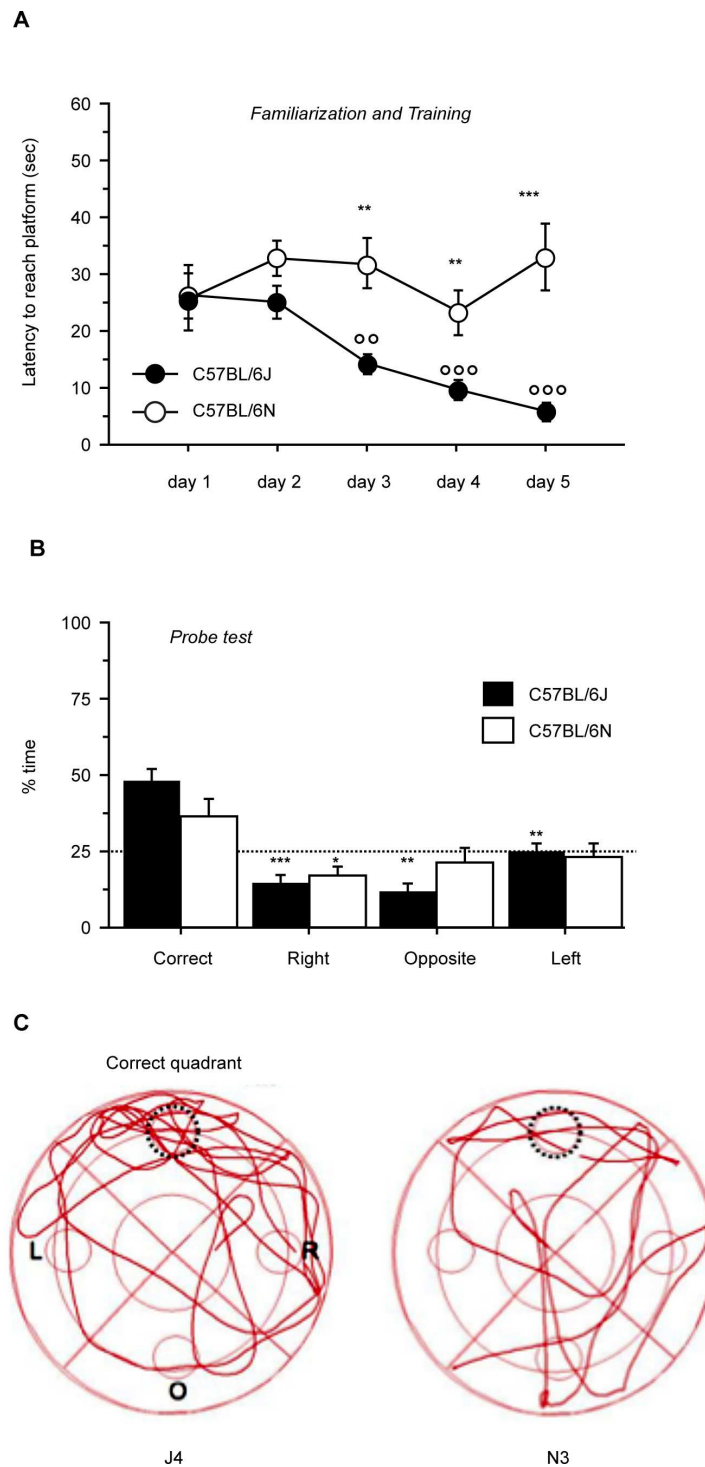 A
Familiarization and Training
Latency to reach platform (sec)
60
50
40
30
20
10
0
**
**
***
°°
°°°
°°°
C57BL/6J
C57BL/6N
day 1
day 2
day 3
day 4
day 5
B
Probe test
% time
100
75
50
25
0
C57BL/6J
C57BL/6N
***
*
**
**
Correct
Right
Opposite
Left
C
Correct quadrant
L
R
O
J4
N3